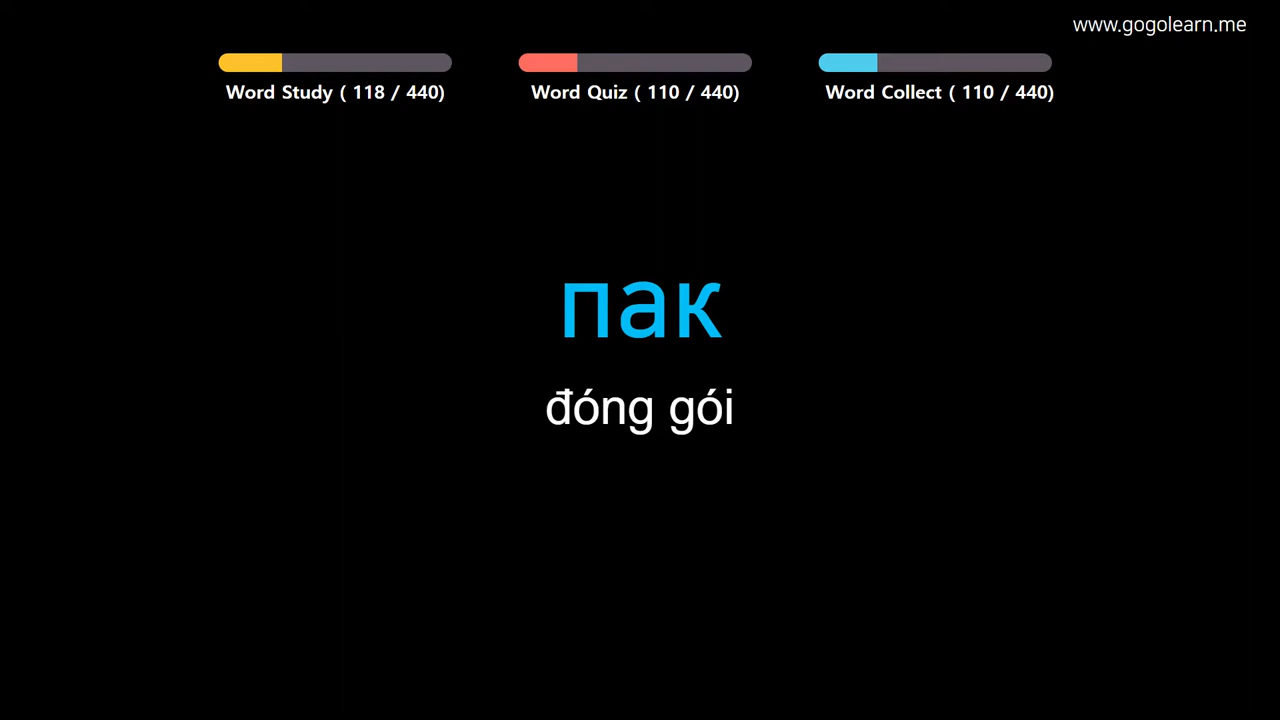 www.gogolearn.me
Word Study ( 118 / 440)
Word Quiz ( 110 / 440)
Word Collect ( 110 / 440)
пак
đóng gói